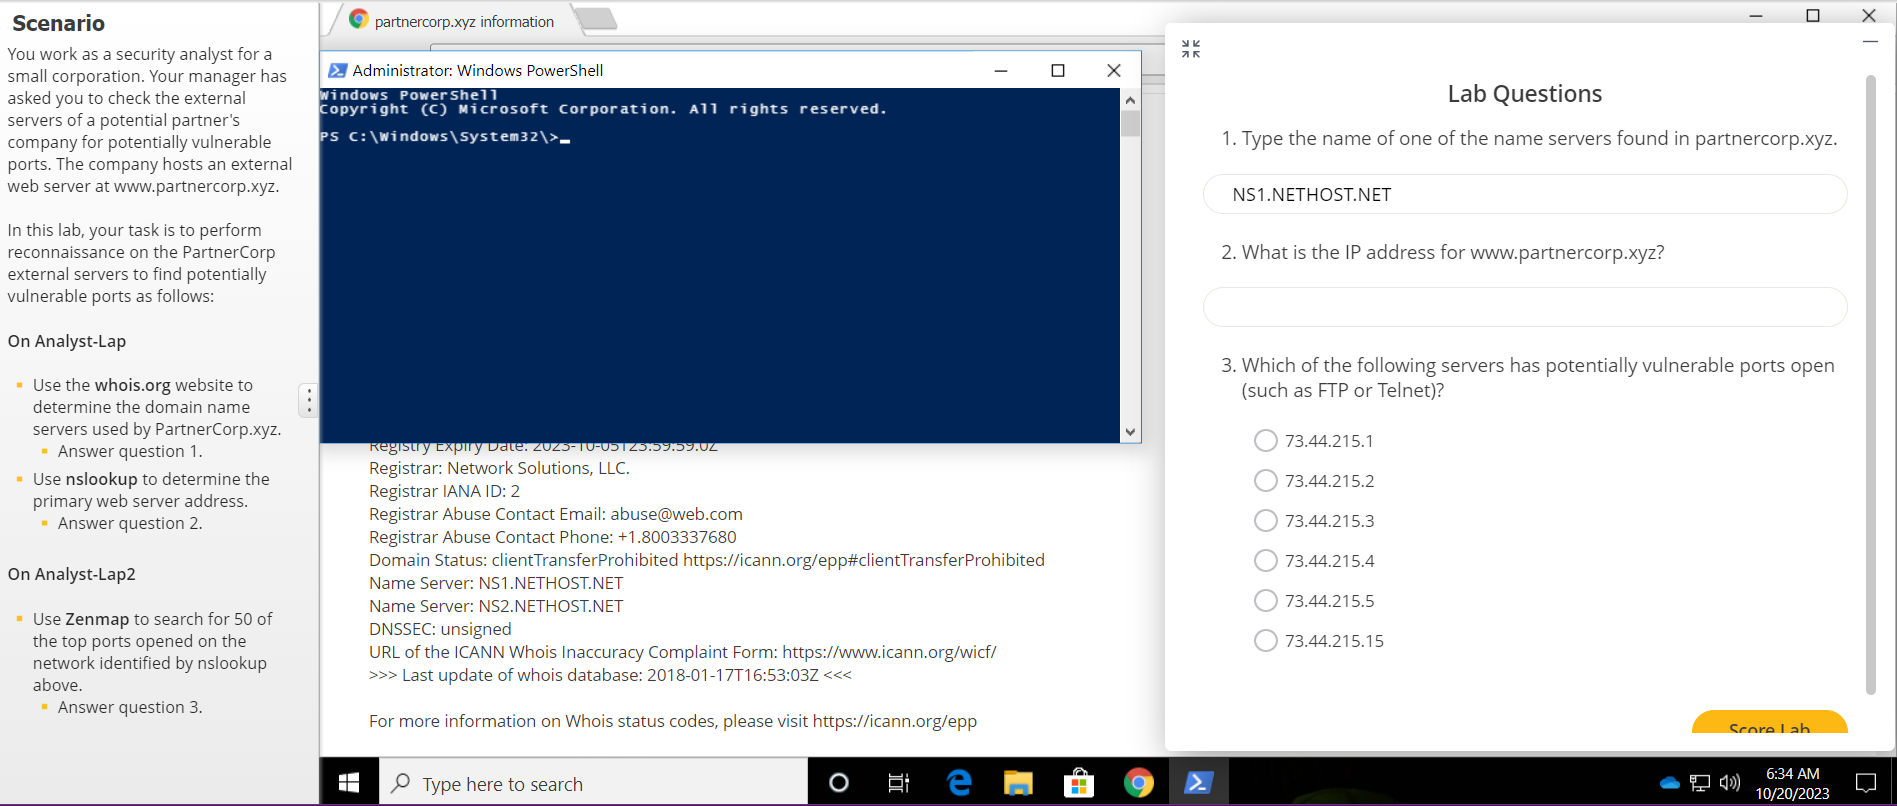 Scenario
You work as a security analyst for a
small corporation. Your manager has
asked you to check the external
servers of a potential partner's
company for potentially vulnerable
ports. The company hosts an external
web server at www.partnercorp.xyz.
In this lab, your task is to perform
reconnaissance on the PartnerCorp
external servers to find potentially
vulnerable ports as follows:
On Analyst-Lap
Use the whois.org website to
determine the domain name
servers used by PartnerCorp.xyz.
Answer question 1.
Use nslookup to determine the
primary web server address.
Answer question 2.
On Analyst-Lap2
Use Zenmap to search for 50 of
the top ports opened on the
network identified by nslookup
above.
Answer question 3.
partnercorp.xyz information
Administrator: Windows PowerShell
Windows PowerShell
Copyright (C) Microsoft Corporation. All rights reserved.
PS C:\Windows\System32\>
Registry Expiry Date: 2023-10-05T23:59:59.0Z
Registrar: Network Solutions, LLC.
Registrar IANA ID: 2
Registrar Abuse Contact Email: abuse@web.com
Registrar Abuse Contact Phone: +1.8003337680
Domain Status: clientTransferProhibited https://icann.org/epp#clientTransferProhibited
Name Server: NS1.NETHOST.NET
Name Server: NS2.NETHOST.NET
DNSSEC: unsigned
URL of the ICANN Whois Inaccuracy Complaint Form: https://www.icann.org/wicf/
>>> Last update of whois database: 2018-01-17T16:53:03Z <<<
For more information on Whois status codes, please visit https://icann.org/epp
Lab Questions
1. Type the name of one of the name servers found in partnercorp.xyz.
NS1.NETHOST.NET
2. What is the IP address for www.partnercorp.xyz?
3. Which of the following servers has potentially vulnerable ports open
(such as FTP or Telnet)?
73.44.215.1
73.44.215.2
73.44.215.3
73.44.215.4
73.44.215.5
73.44.215.15
Score Lab
Type here to search
6:34 AM
10/20/2023